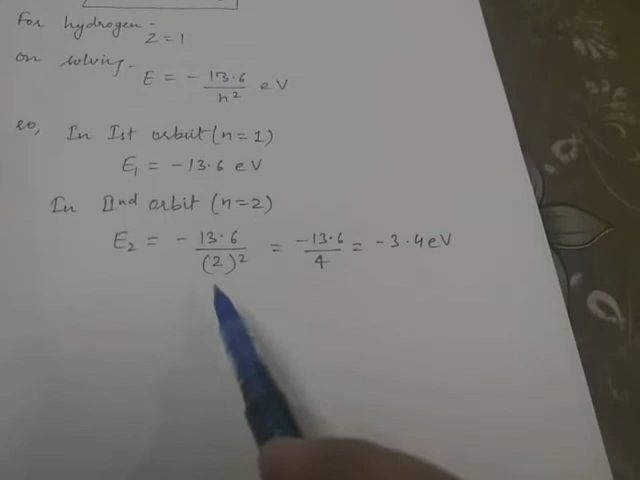 For hydrogen -
Z = 1
on solving -
E = - 13.6 / n² eV
so, In Ist orbit (n = 1)
E₁ = -13.6 eV
In IInd orbit (n = 2)
E₂ = - 13.6 / (2)² = -13.6 / 4 = -3.4 eV